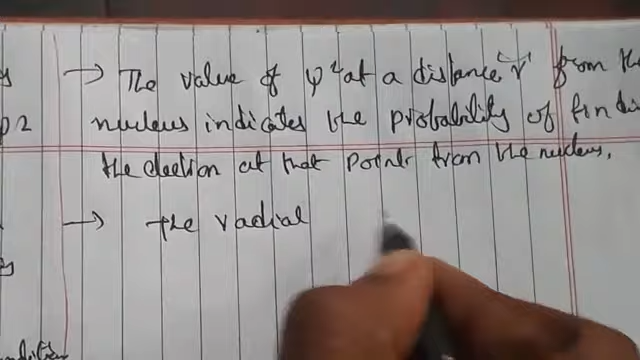 → The value of ψ² at a distance 'r' from the
nucleus indicates the probability of findi
the electron at that point from the nucleus.
→ the radial